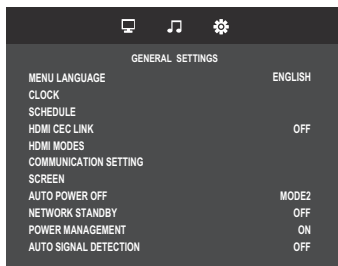 GENERAL SETTINGS
MENU LANGUAGE ENGLISH
CLOCK
SCHEDULE
HDMI CEC LINK OFF
HDMI MODES
COMMUNICATION SETTING
SCREEN
AUTO POWER OFF MODE2
NETWORK STANDBY OFF
POWER MANAGEMENT ON
AUTO SIGNAL DETECTION OFF